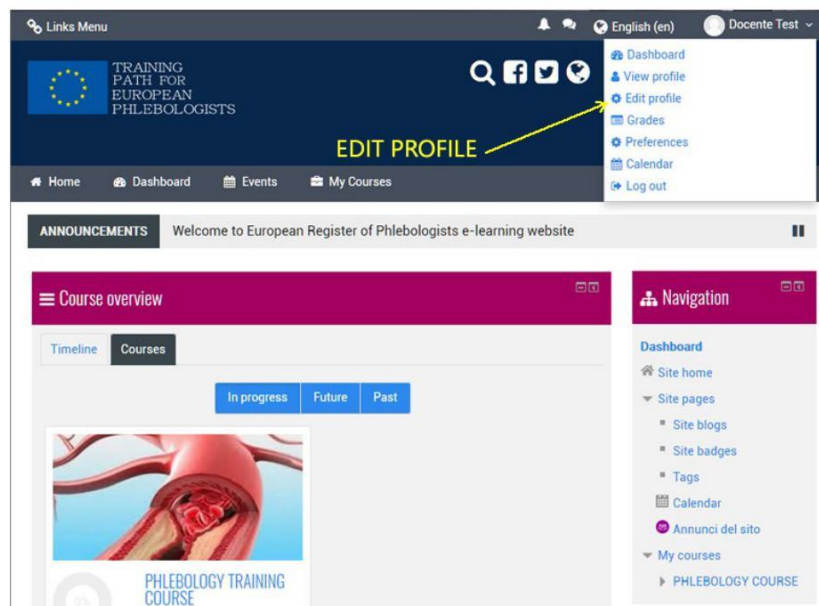 Links Menu
English (en)
Docente Test
TRAINING
PATH FOR
EUROPEAN
PHLEBOLOGISTS
Dashboard
View profile
Edit profile
Grades
Preferences
Calendar
Log out
EDIT PROFILE
Home
Dashboard
Events
My Courses
ANNOUNCEMENTS
Welcome to European Register of Phlebologists e-learning website
Course overview
Timeline
Courses
In progress
Future
Past
PHLEBOLOGY TRAINING
COURSE
Navigation
Dashboard
Site home
Site pages
Site blogs
Site badges
Tags
Calendar
Annunci del sito
My courses
PHLEBOLOGY COURSE